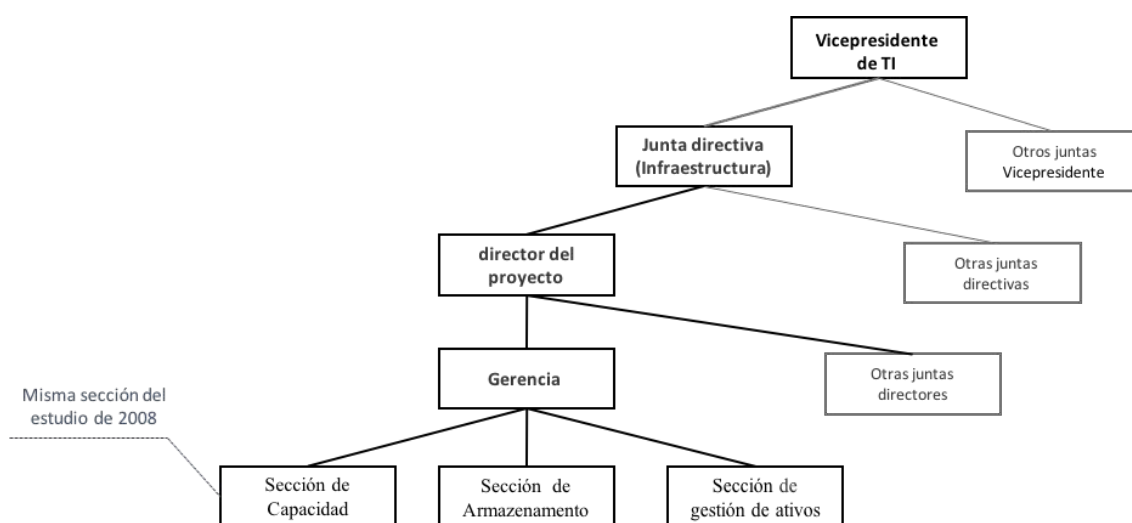 Vicepresidente
de TI
Junta directiva
(Infraestructura)
Otros juntas
Vicepresidente
director del
proyecto
Otras juntas
directivas
Gerencia
Otras juntas
directores
Misma sección del
estudio de 2008
Sección de
Capacidad
Sección de
Armazenamento
Sección de
gestión de ativos